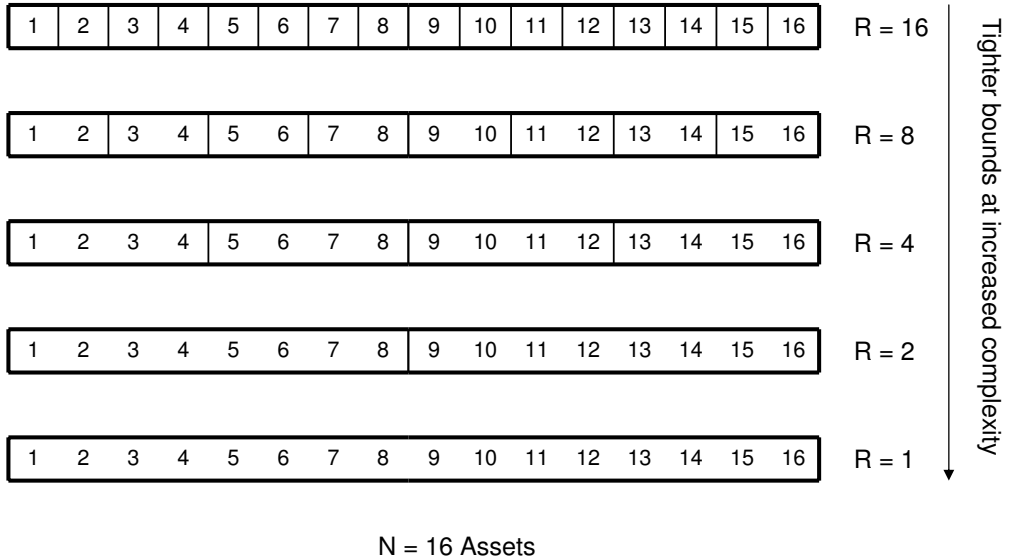 1 2 3 4 5 6 7 8 9 10 11 12 13 14 15 16 R = 16
1 2 3 4 5 6 7 8 9 10 11 12 13 14 15 16 R = 8
1 2 3 4 5 6 7 8 9 10 11 12 13 14 15 16 R = 4
1 2 3 4 5 6 7 8 9 10 11 12 13 14 15 16 R = 2
1 2 3 4 5 6 7 8 9 10 11 12 13 14 15 16 R = 1
Tighter bounds at increased complexity
N = 16 Assets